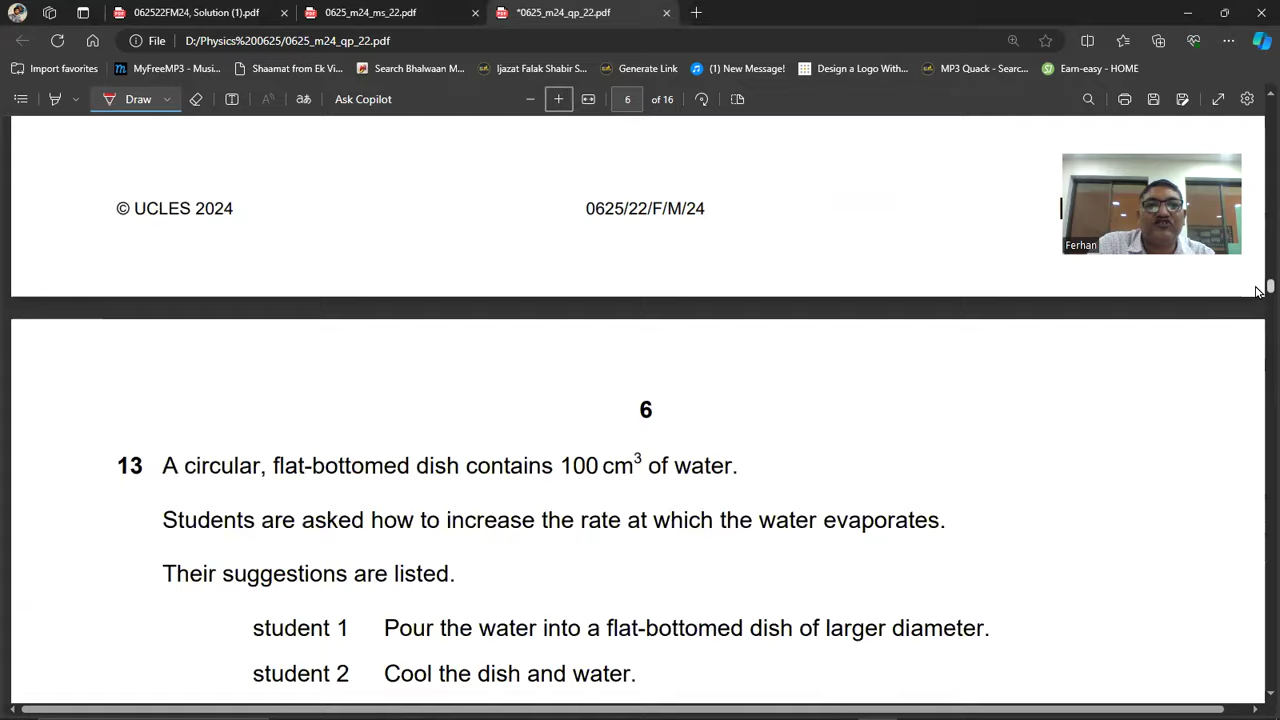 062522FM24, Solution (1).pdf
0625_m24_ms_22.pdf
*0625_m24_qp_22.pdf
File
D:/Physics%200625/0625_m24_qp_22.pdf
Import favorites
MyFreeMP3 - Musi...
Shaamat from Ek Vi...
Search Bhalwaan M...
Ijazat Falak Shabir S...
Generate Link
(1) New Message!
Design a Logo With...
MP3 Quack - Searc...
Earn-easy - HOME
Draw
Ask Copilot
6 of 16
© UCLES 2024
0625/22/F/M/24
Ferhan
6
13 A circular, flat-bottomed dish contains 100 cm³ of water.
Students are asked how to increase the rate at which the water evaporates.
Their suggestions are listed.
student 1 Pour the water into a flat-bottomed dish of larger diameter.
student 2 Cool the dish and water.